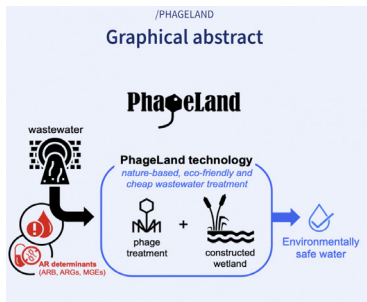 /PHAGELAND
Graphical abstract
PhageLand
wastewater
PhageLand technology
nature-based, eco-friendly and
cheap wastewater treatment
phage
treatment
+
constructed
wetland
AR determinants
(ARB, ARGs, MGEs)
Environmentally
safe water